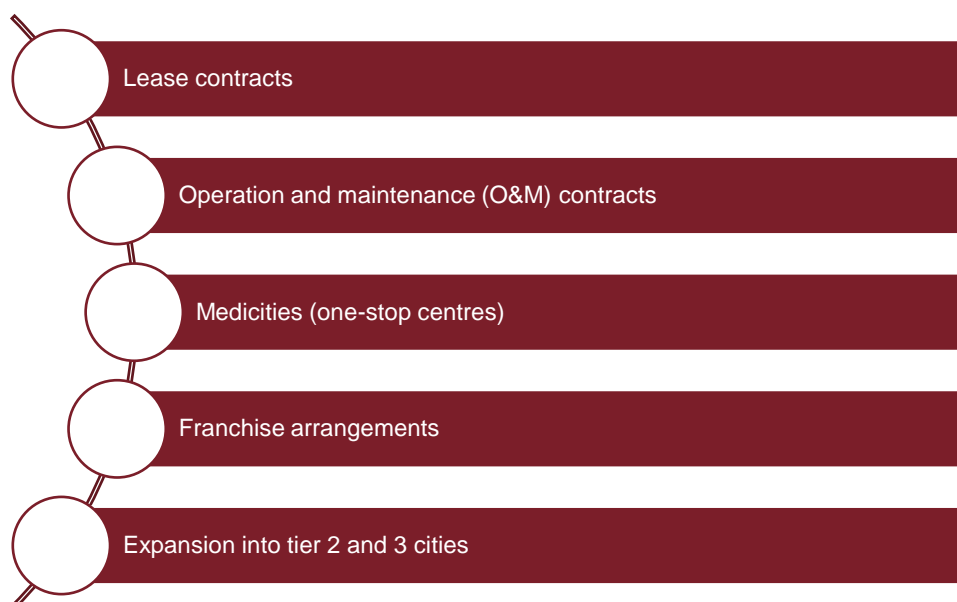 Lease contracts
Operation and maintenance (O&M) contracts
Medicities (one-stop centres)
Franchise arrangements
Expansion into tier 2 and 3 cities